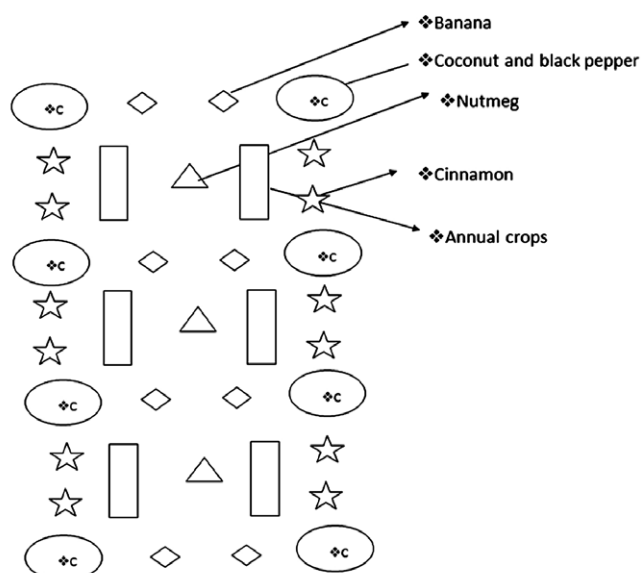 ❖Banana
❖Coconut and black pepper
❖C
❖C
❖Nutmeg
❖Cinnamon
❖Annual crops
❖C
❖C
❖C
❖C
❖C
❖C